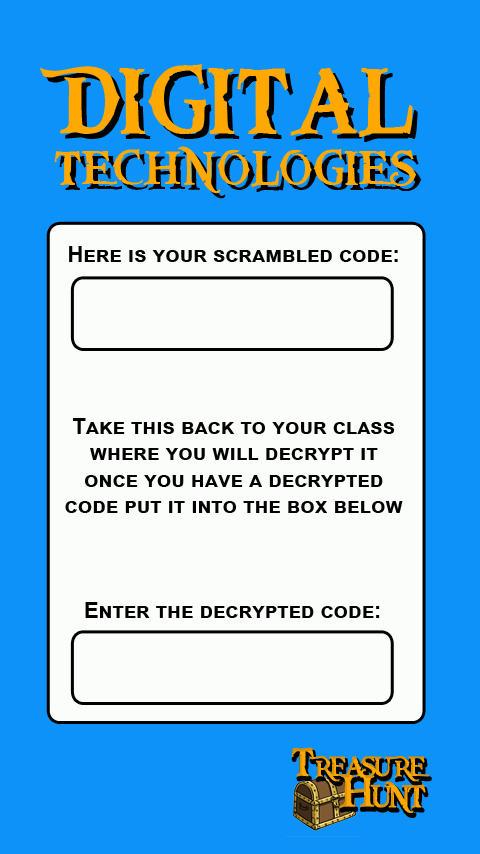 DIGITAL
TECHNOLOGIES
HERE IS YOUR SCRAMBLED CODE:
TAKE THIS BACK TO YOUR CLASS
WHERE YOU WILL DECRYPT IT
ONCE YOU HAVE A DECRYPTED
CODE PUT IT INTO THE BOX BELOW
ENTER THE DECRYPTED CODE:
TREASURE
HUNT